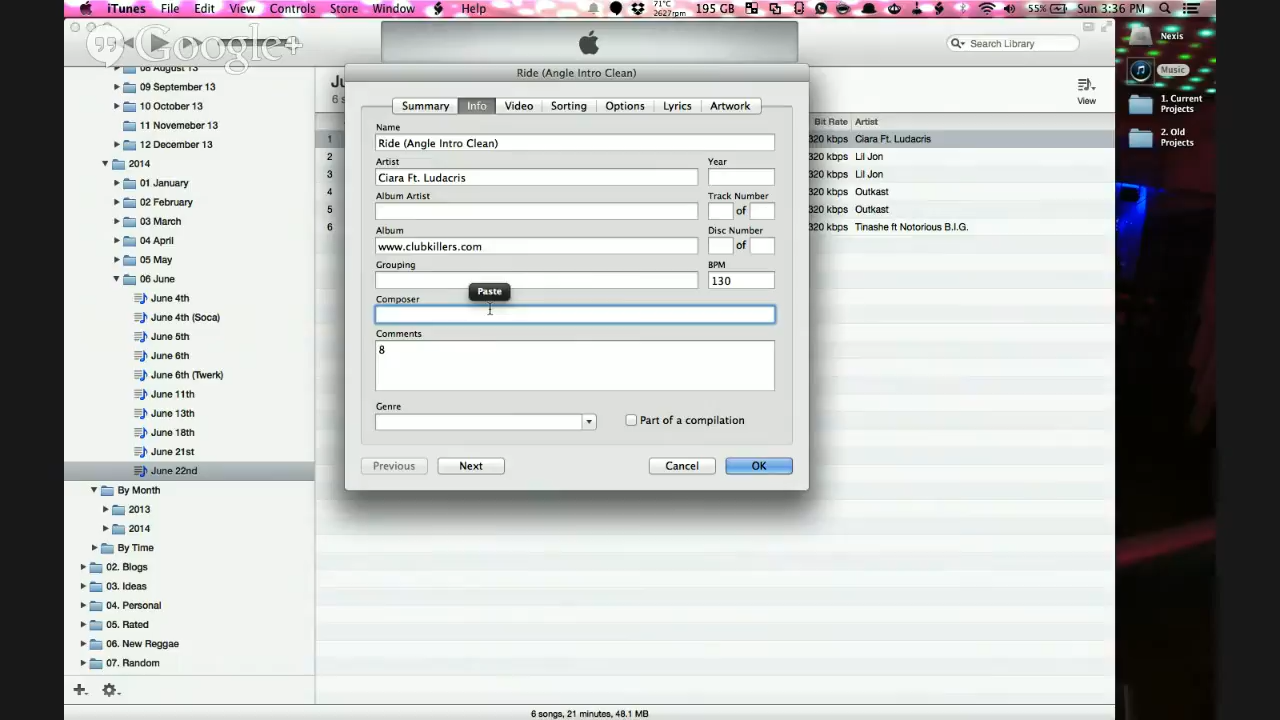 iTunes File Edit View Controls Store Window Help
71°C
2627rpm
195 GB
55%
Sun 3:36 PM
Google+
Search Library
Nexis
Music
1. Current
Projects
2. Old
Projects
View
08 August 13
09 September 13
10 October 13
11 Novemeber 13
12 December 13
2014
01 January
02 February
03 March
04 April
05 May
06 June
June 4th
June 4th (Soca)
June 5th
June 6th
June 6th (Twerk)
June 11th
June 13th
June 18th
June 21st
June 22nd
By Month
2013
2014
By Time
02. Blogs
03. Ideas
04. Personal
05. Rated
06. New Reggae
07. Random
Ride (Angle Intro Clean)
Summary Info Video Sorting Options Lyrics Artwork
Name
Ride (Angle Intro Clean)
Artist Year
Ciara Ft. Ludacris
Album Artist Track Number
of
Album Disc Number
www.clubkillers.com of
Grouping BPM
130
Paste
Composer
Comments
8
Genre
Part of a compilation
Previous Next Cancel OK
Bit Rate Artist
1 320 kbps Ciara Ft. Ludacris
2 320 kbps Lil Jon
3 320 kbps Lil Jon
4 320 kbps Outkast
5 320 kbps Outkast
6 320 kbps Tinashe ft Notorious B.I.G.
6 songs, 21 minutes, 48.1 MB